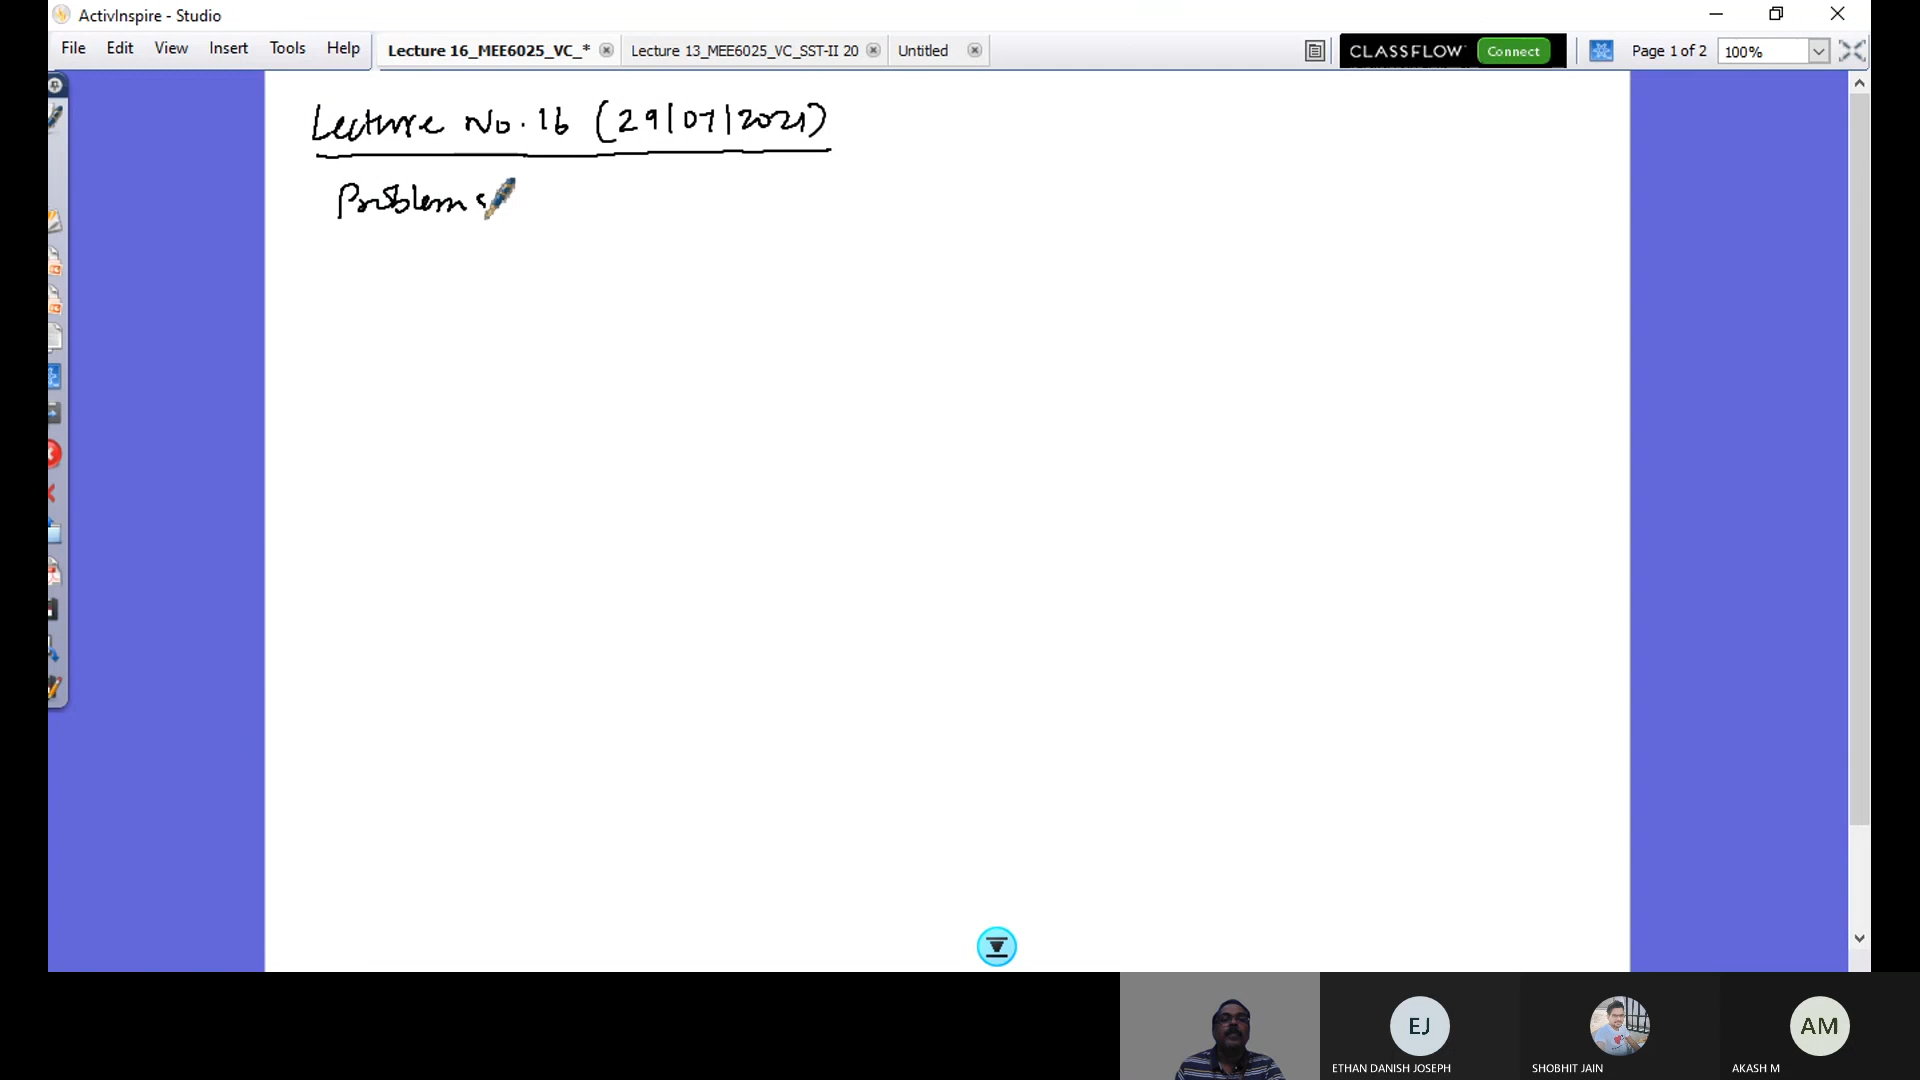 ActivInspire - Studio
File Edit View Insert Tools Help
Lecture 16_MEE6025_VC_* Lecture 13_MEE6025_VC_SST-II 20 Untitled
CLASSFLOW Connect Page 1 of 2 100%
Lecture No. 16 (29/07/2021)
Problems
EJ AM
ETHAN DANISH JOSEPH SHOBHIT JAIN AKASH M